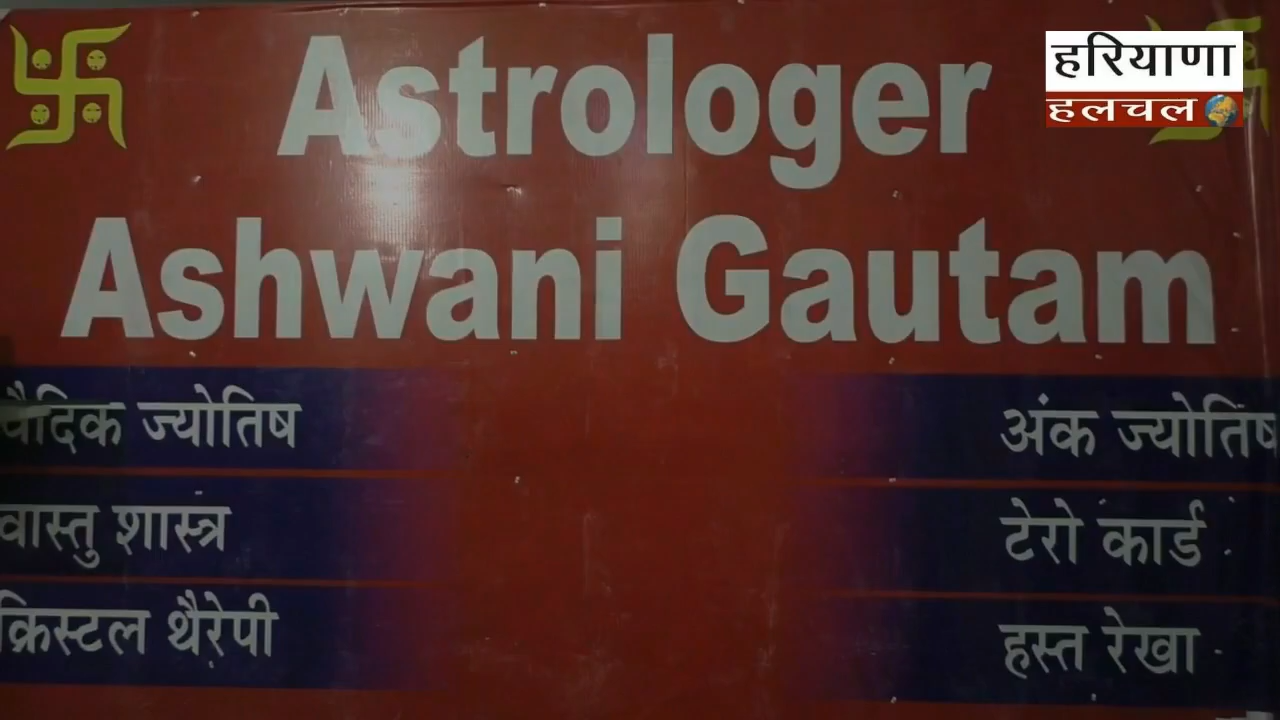 हरियाणा
हलचल
Astrologer
Ashwani Gautam
वैदिक ज्योतिष
अंक ज्योतिष
वास्तु शास्त्र
टेरो कार्ड
क्रिस्टल थैरेपी
हस्त रेखा